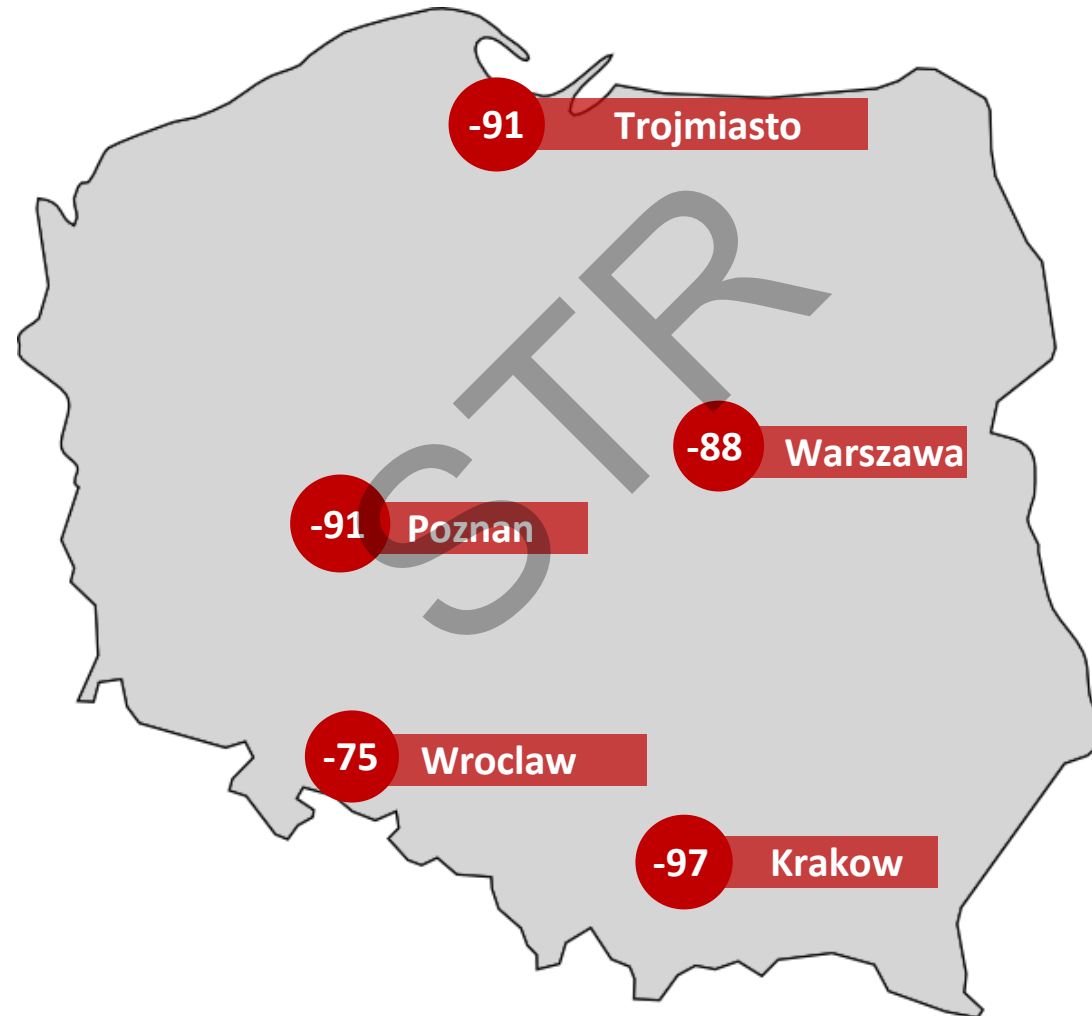 -91 Trojmiasto
STR
-88 Warszawa
-91 Poznan
-75 Wroclaw
-97 Krakow